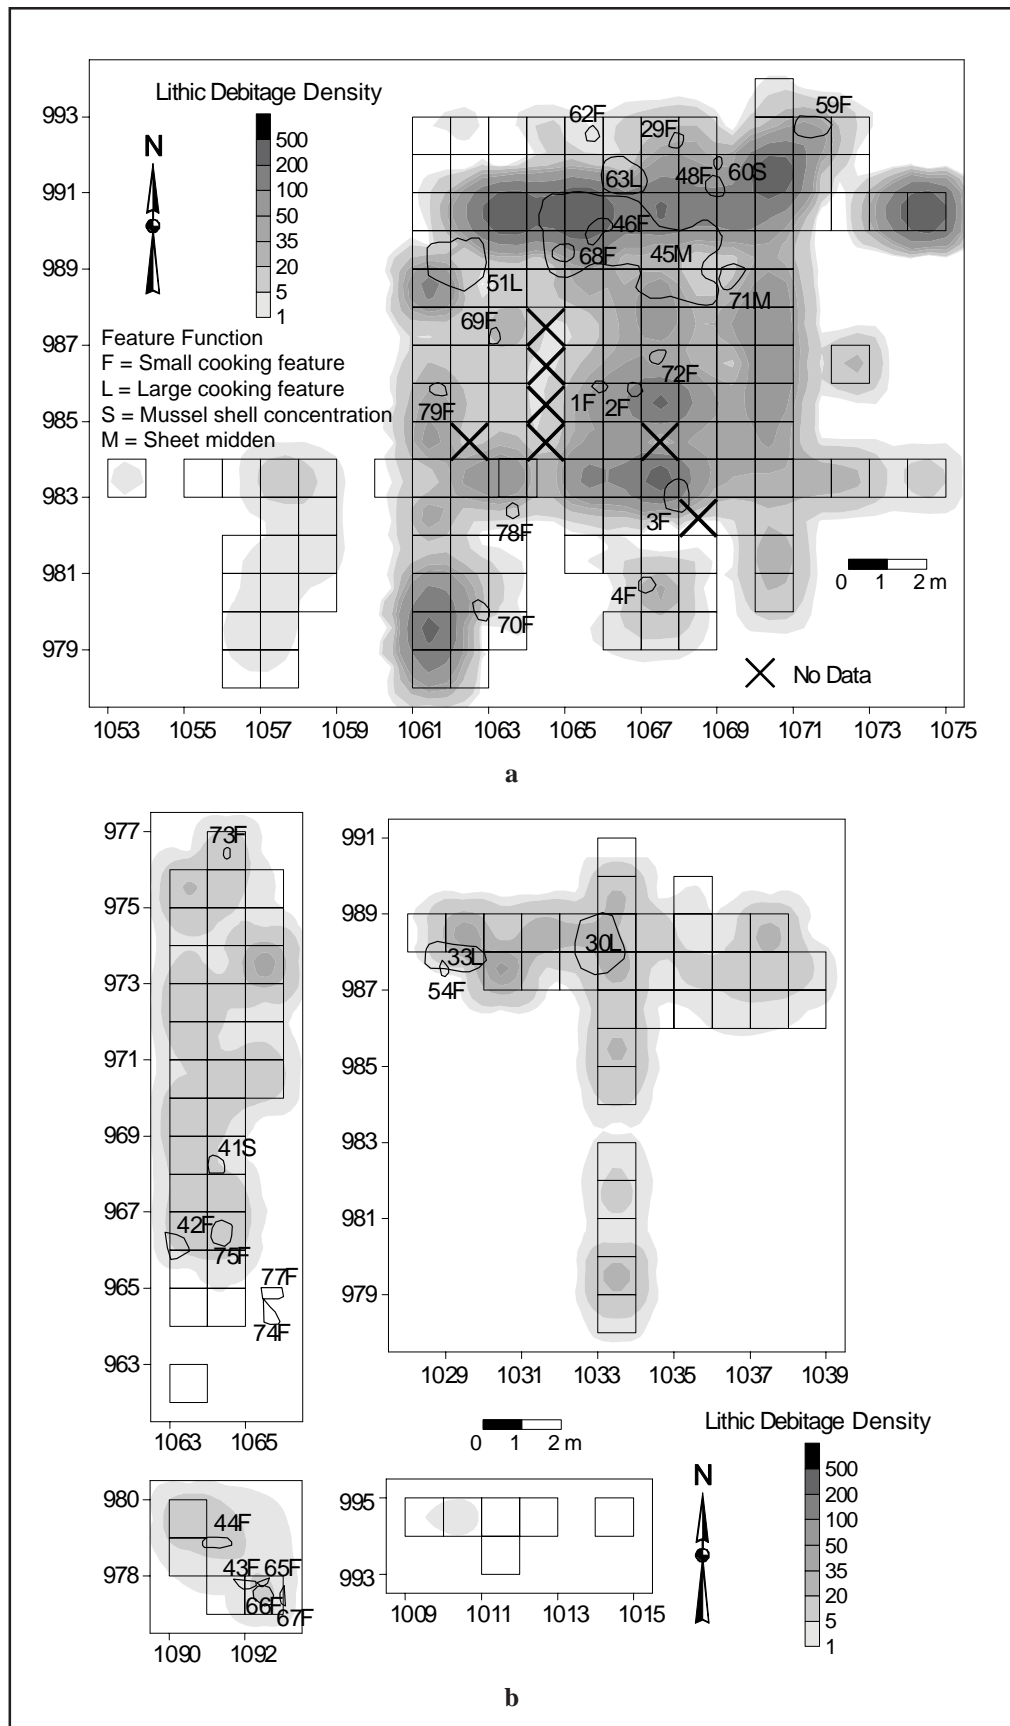 Lithic Debitage Density
500
200
100
50
35
20
5
1
N
Feature Function
F = Small cooking feature
L = Large cooking feature
S = Mussel shell concentration
M = Sheet midden
993
991
989
987
985
983
981
979
62F
29F
59F
63L
48F
60S
46F
68F
45M
51L
71M
69F
72F
79F
1F
2F
3F
78F
4F
70F
0 1 2 m
No Data
1053 1055 1057 1059 1061 1063 1065 1067 1069 1071 1073 1075
a
977
975
973
971
969
967
965
963
73F
41S
42F
75F
77F
74F
1063 1065
991
989
987
985
983
981
979
33L
30L
54F
1029 1031 1033 1035 1037 1039
0 1 2 m
Lithic Debitage Density
500
200
100
50
35
20
5
1
N
980
978
44F
43F 65F
66F
67F
1090 1092
995
993
1009 1011 1013 1015
b